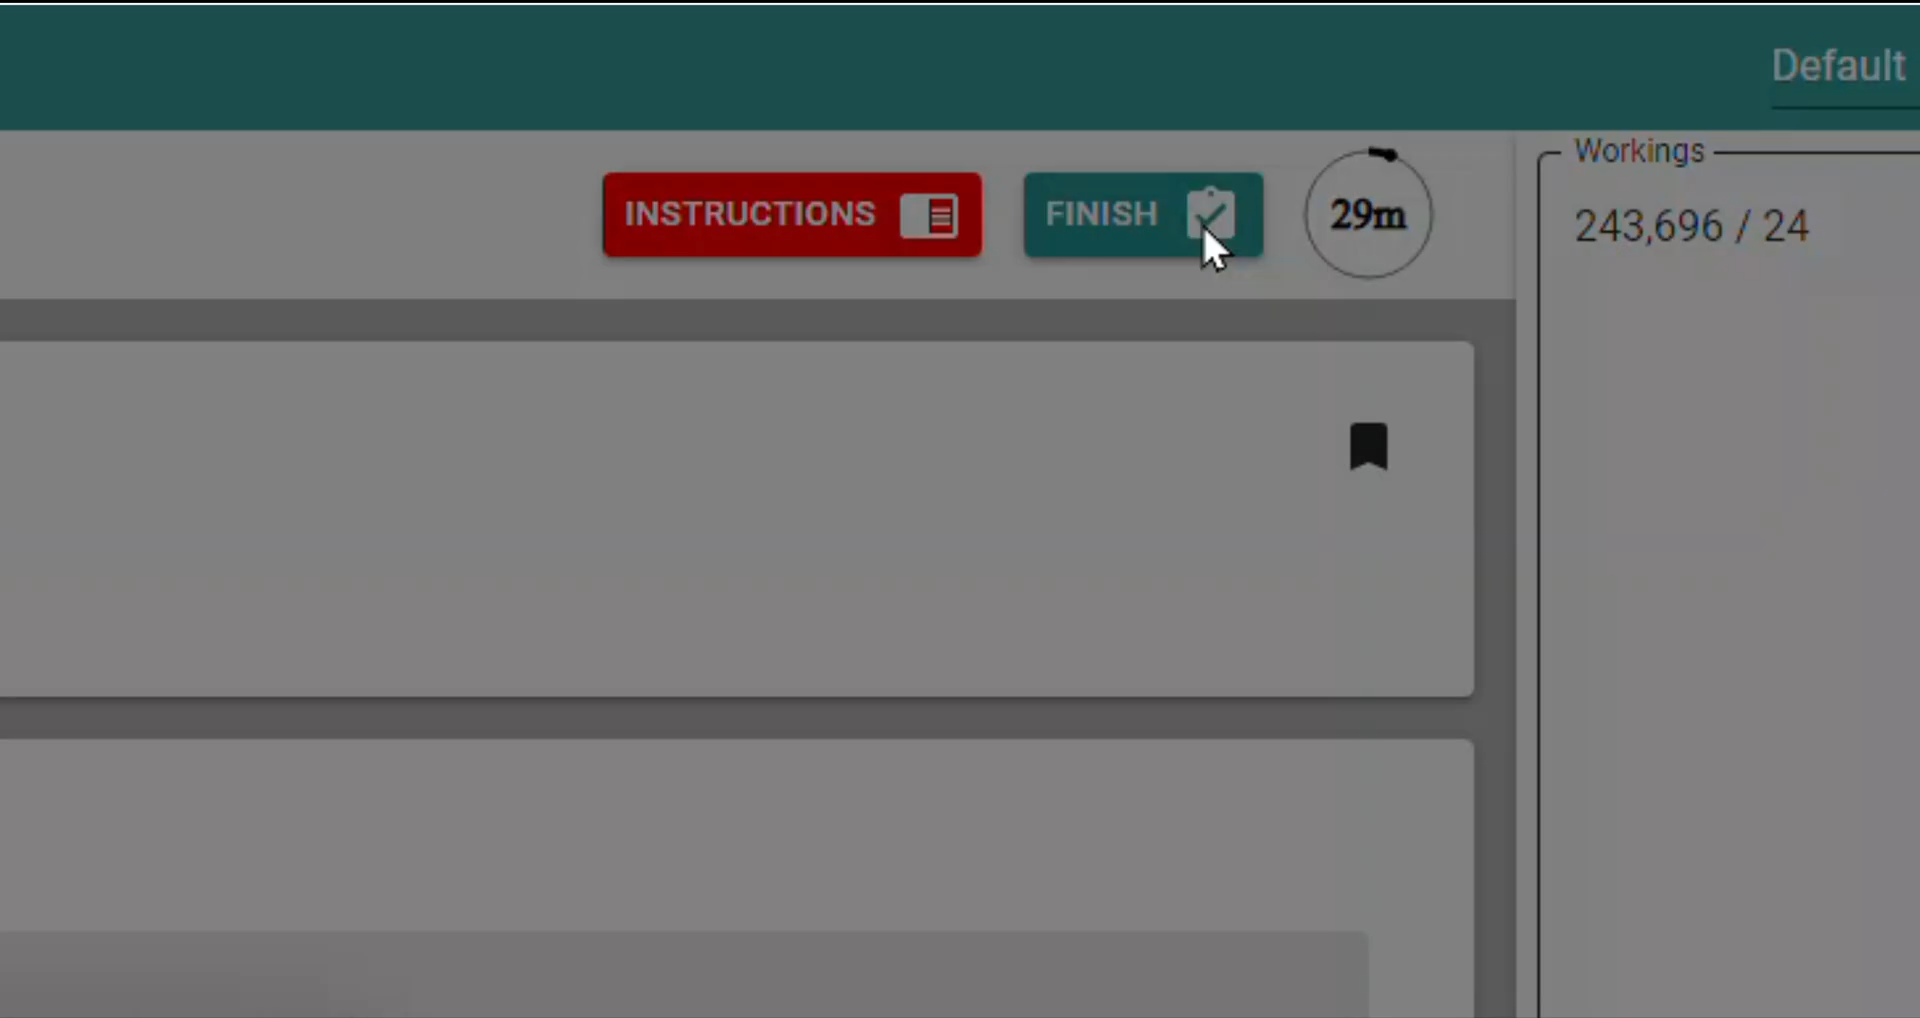 Default
INSTRUCTIONS
FINISH
29m
Workings
243,696 / 24